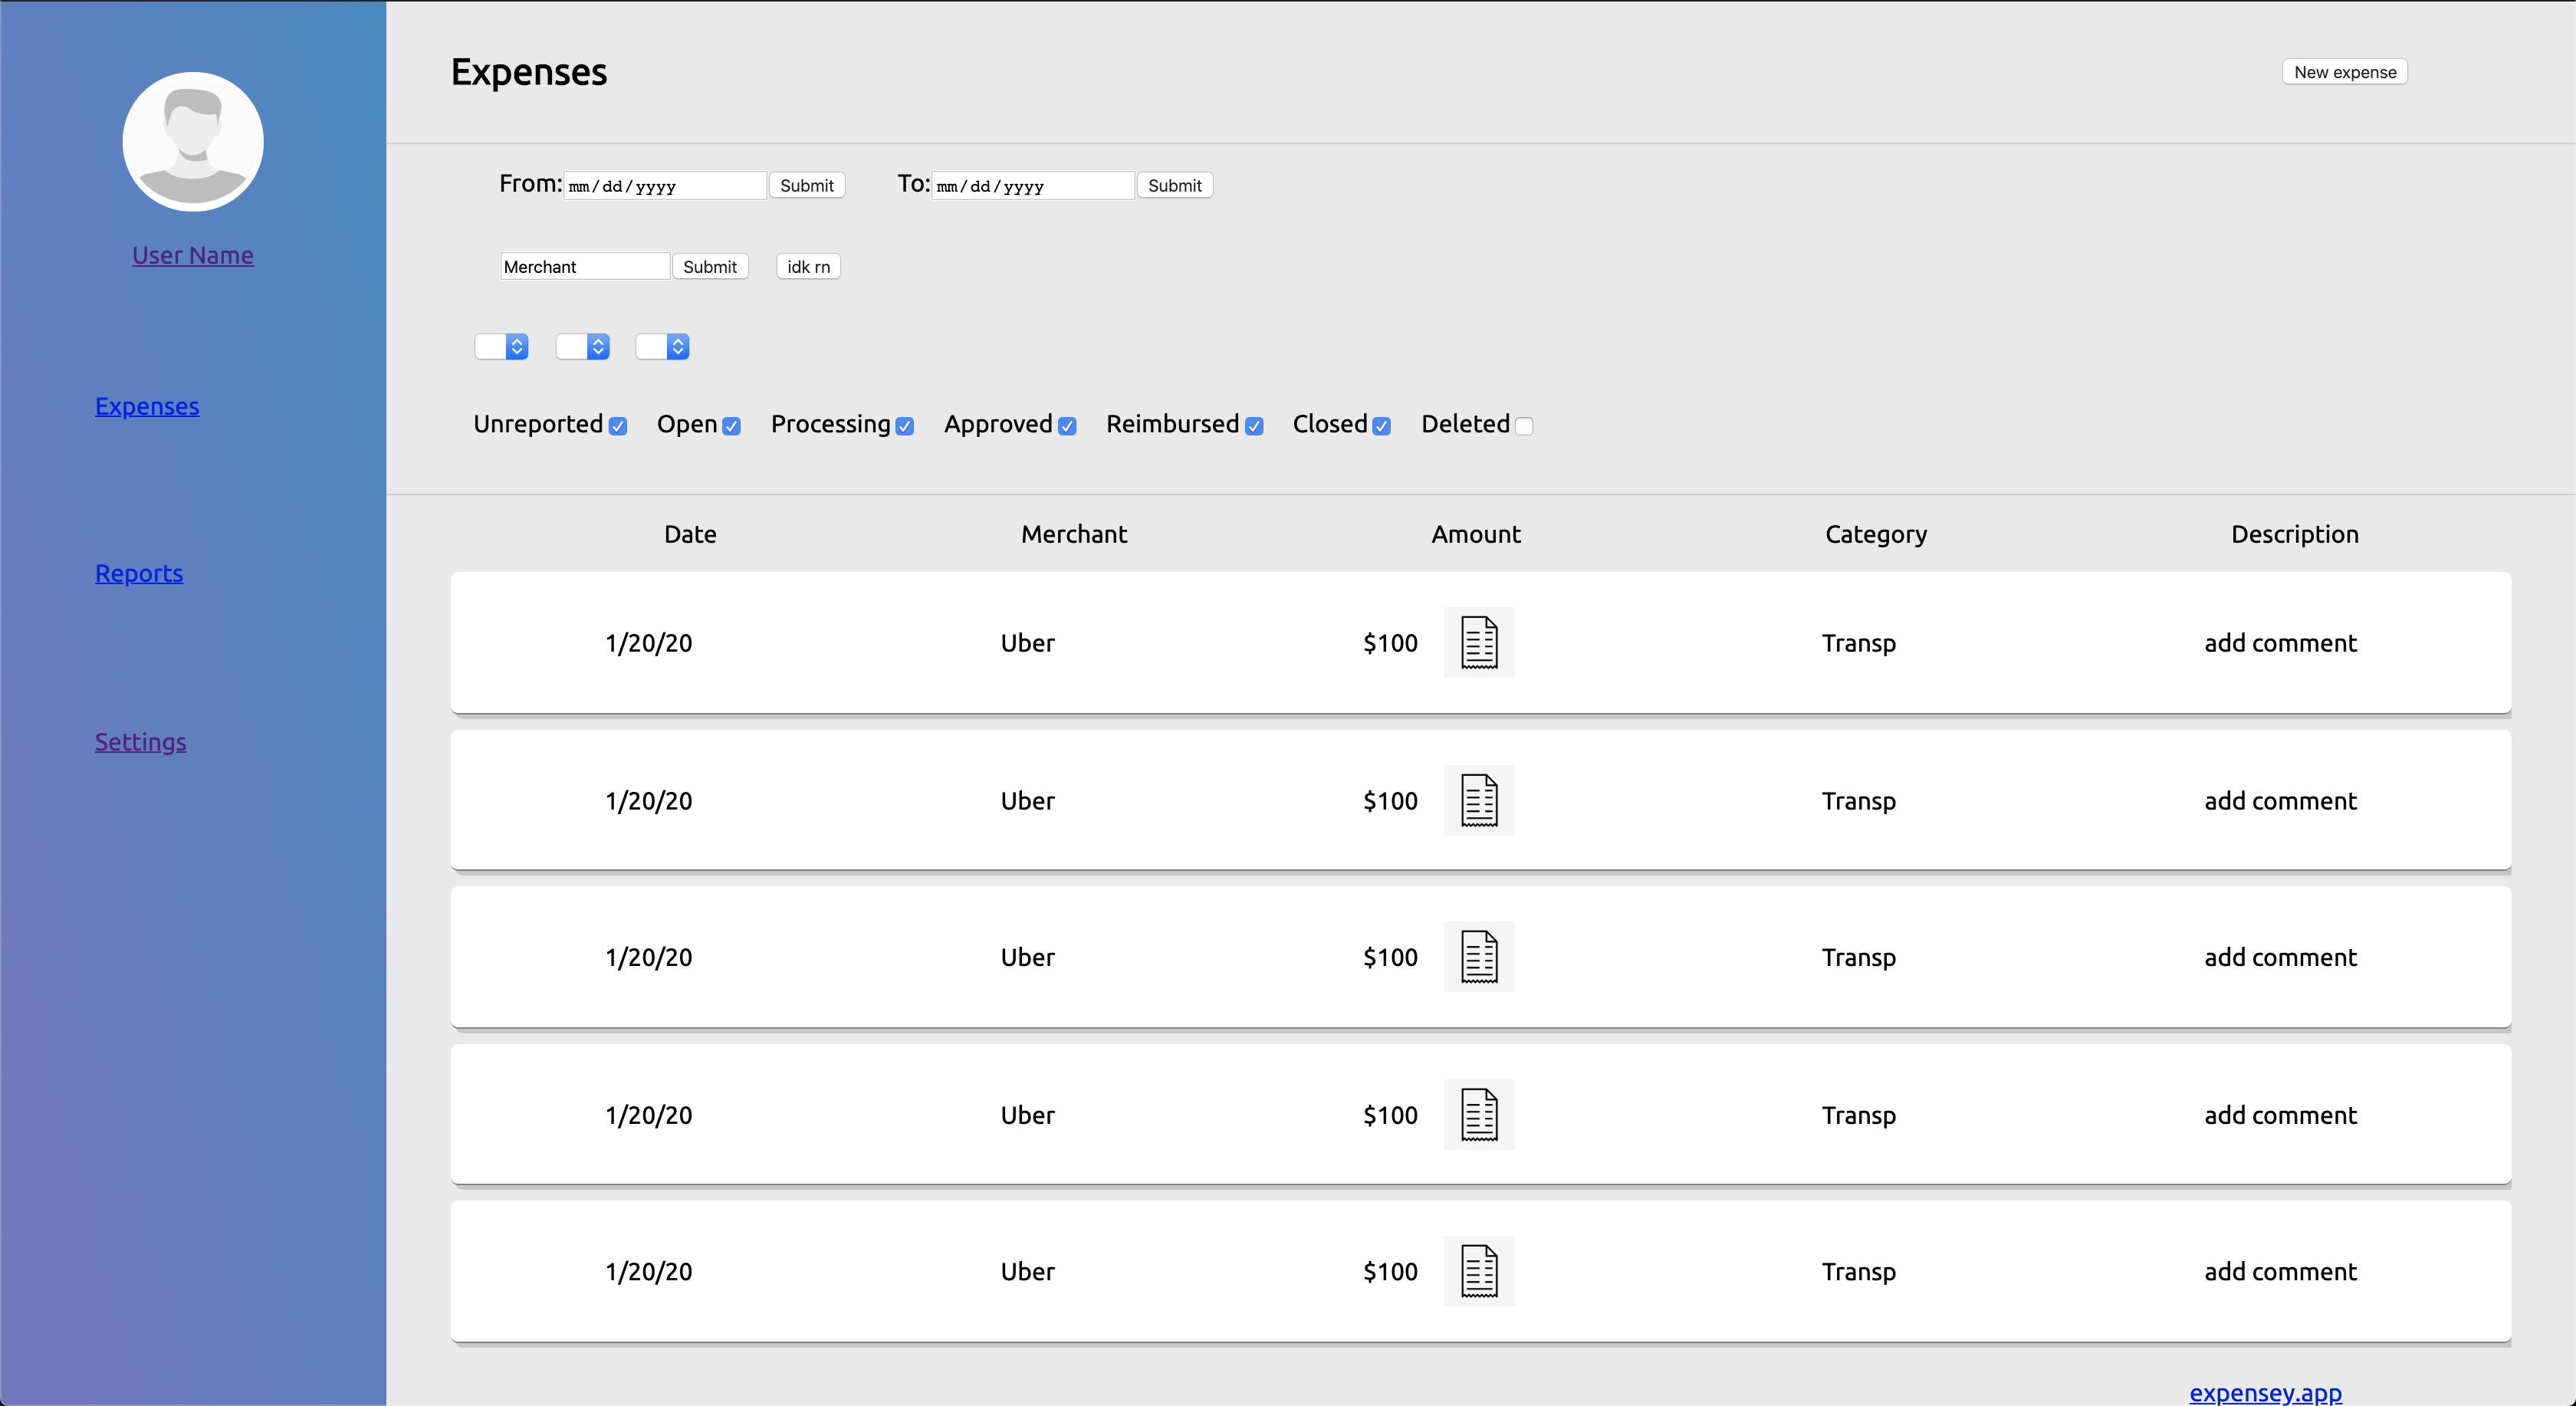 User Name
Expenses
Reports
Settings
Expenses
New expense
From: mm/dd/yyyy Submit To: mm/dd/yyyy Submit
Merchant Submit idk rn
Unreported Open Processing Approved Reimbursed Closed Deleted
Date Merchant Amount Category Description
1/20/20 Uber $100 Transp add comment
1/20/20 Uber $100 Transp add comment
1/20/20 Uber $100 Transp add comment
1/20/20 Uber $100 Transp add comment
1/20/20 Uber $100 Transp add comment
expensey.app